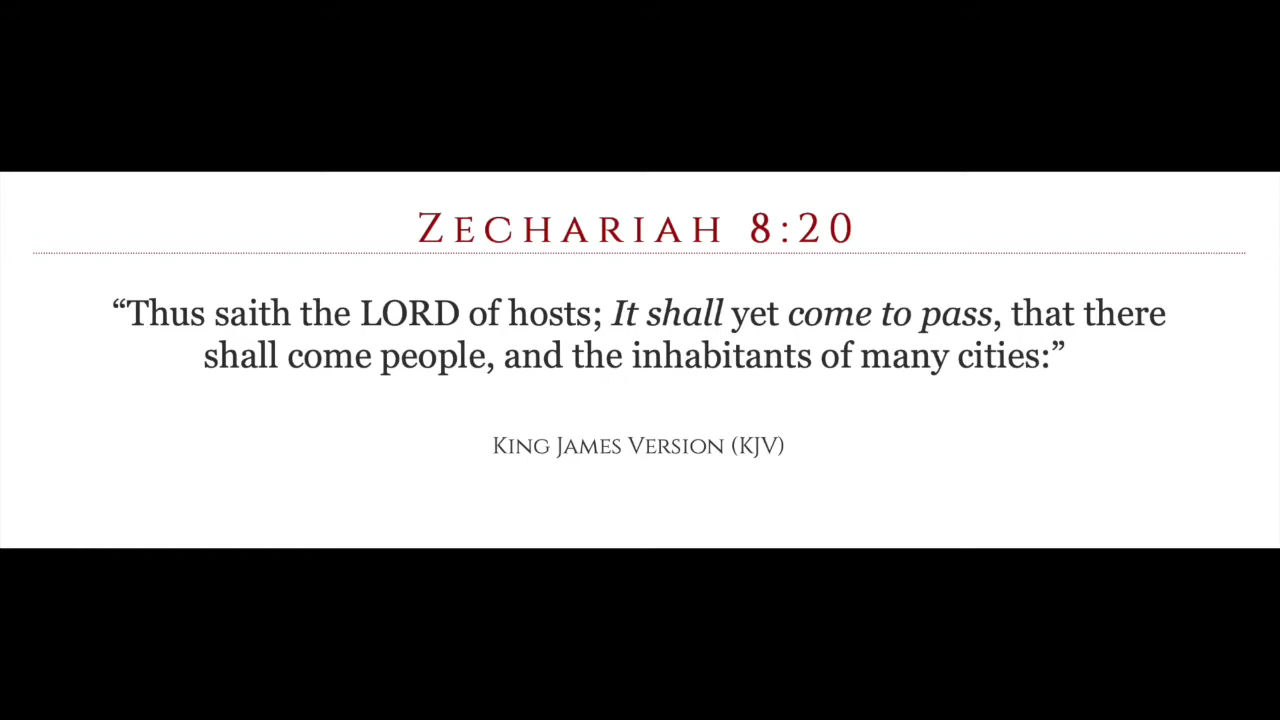 Zechariah 8:20
“Thus saith the LORD of hosts; It shall yet come to pass, that there
shall come people, and the inhabitants of many cities:”
King James Version (KJV)